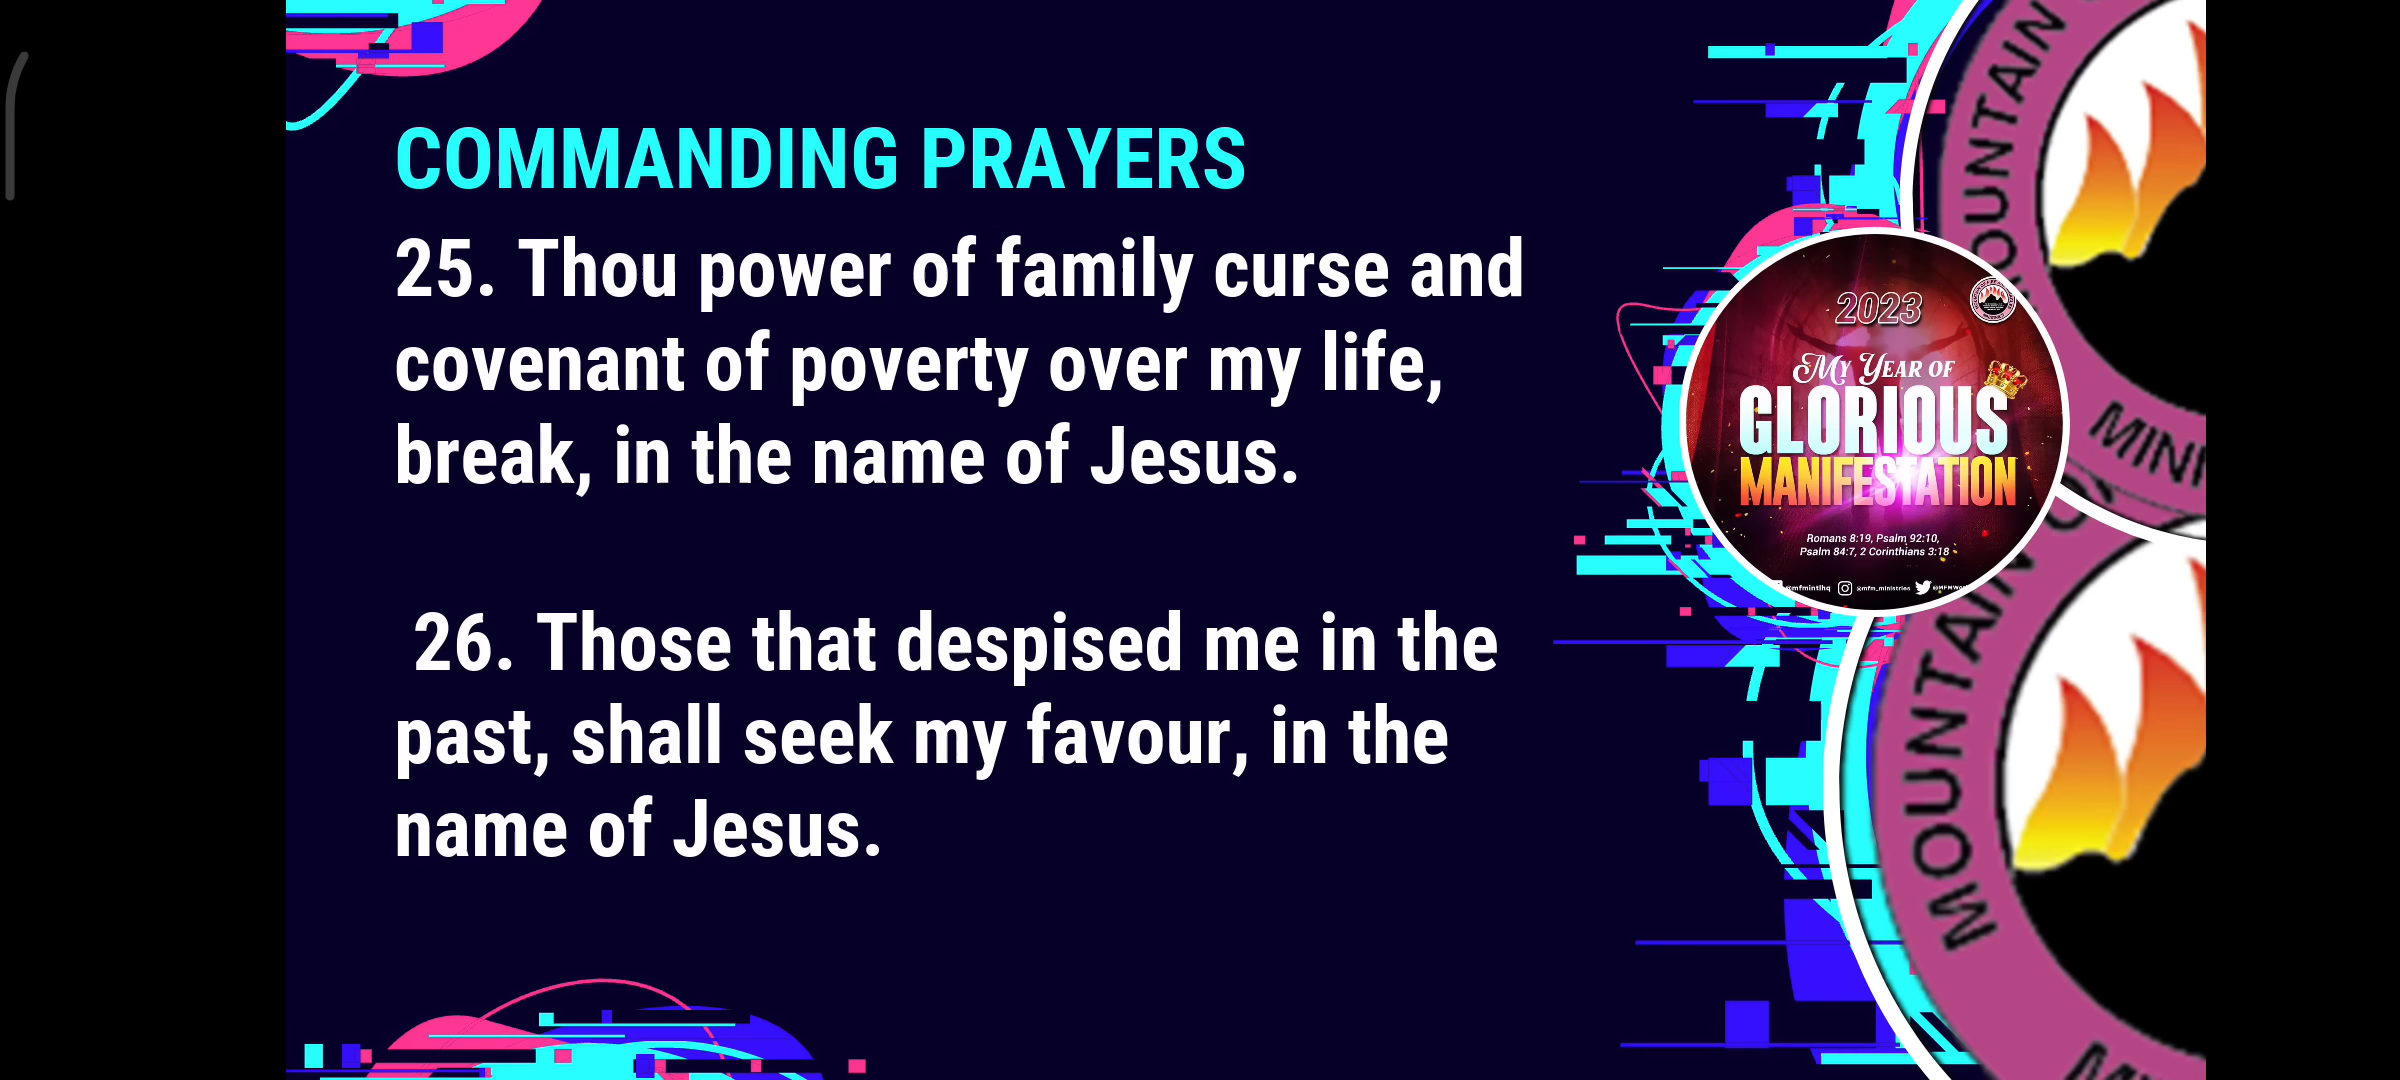 COMMANDING PRAYERS
25. Thou power of family curse and
covenant of poverty over my life,
break, in the name of Jesus.
26. Those that despised me in the
past, shall seek my favour, in the
name of Jesus.
2023
MY YEAR OF
GLORIOUS
MANIFESTATION
Romans 8:19, Psalm 92:10,
Psalm 84:7, 2 Corinthians 3:18
@mfmintlhq @mfm_ministries
MOUNTAIN
MOUNTAIN